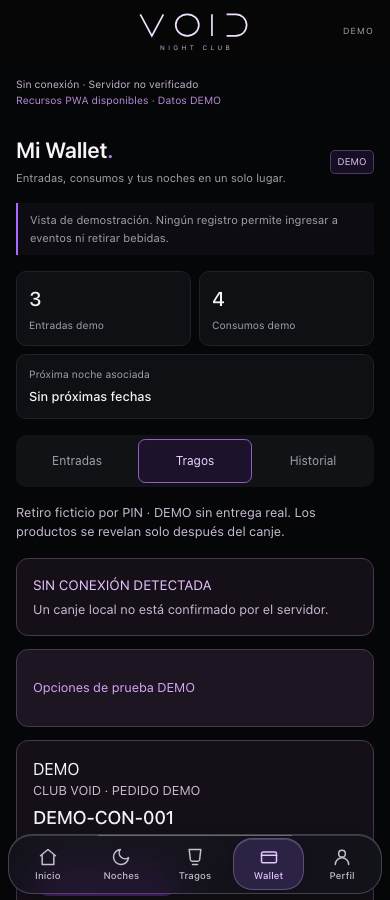 VOID
NIGHT CLUB
DEMO
Sin conexión · Servidor no verificado
Recursos PWA disponibles · Datos DEMO
Mi Wallet.
DEMO
Entradas, consumos y tus noches en un solo lugar.
Vista de demostración. Ningún registro permite ingresar a
eventos ni retirar bebidas.
3
Entradas demo
4
Consumos demo
Próxima noche asociada
Sin próximas fechas
Entradas
Tragos
Historial
Retiro ficticio por PIN · DEMO sin entrega real. Los
productos se revelan solo después del canje.
SIN CONEXIÓN DETECTADA
Un canje local no está confirmado por el servidor.
Opciones de prueba DEMO
DEMO
CLUB VOID · PEDIDO DEMO
DEMO-CON-001
Inicio
Noches
Tragos
Wallet
Perfil